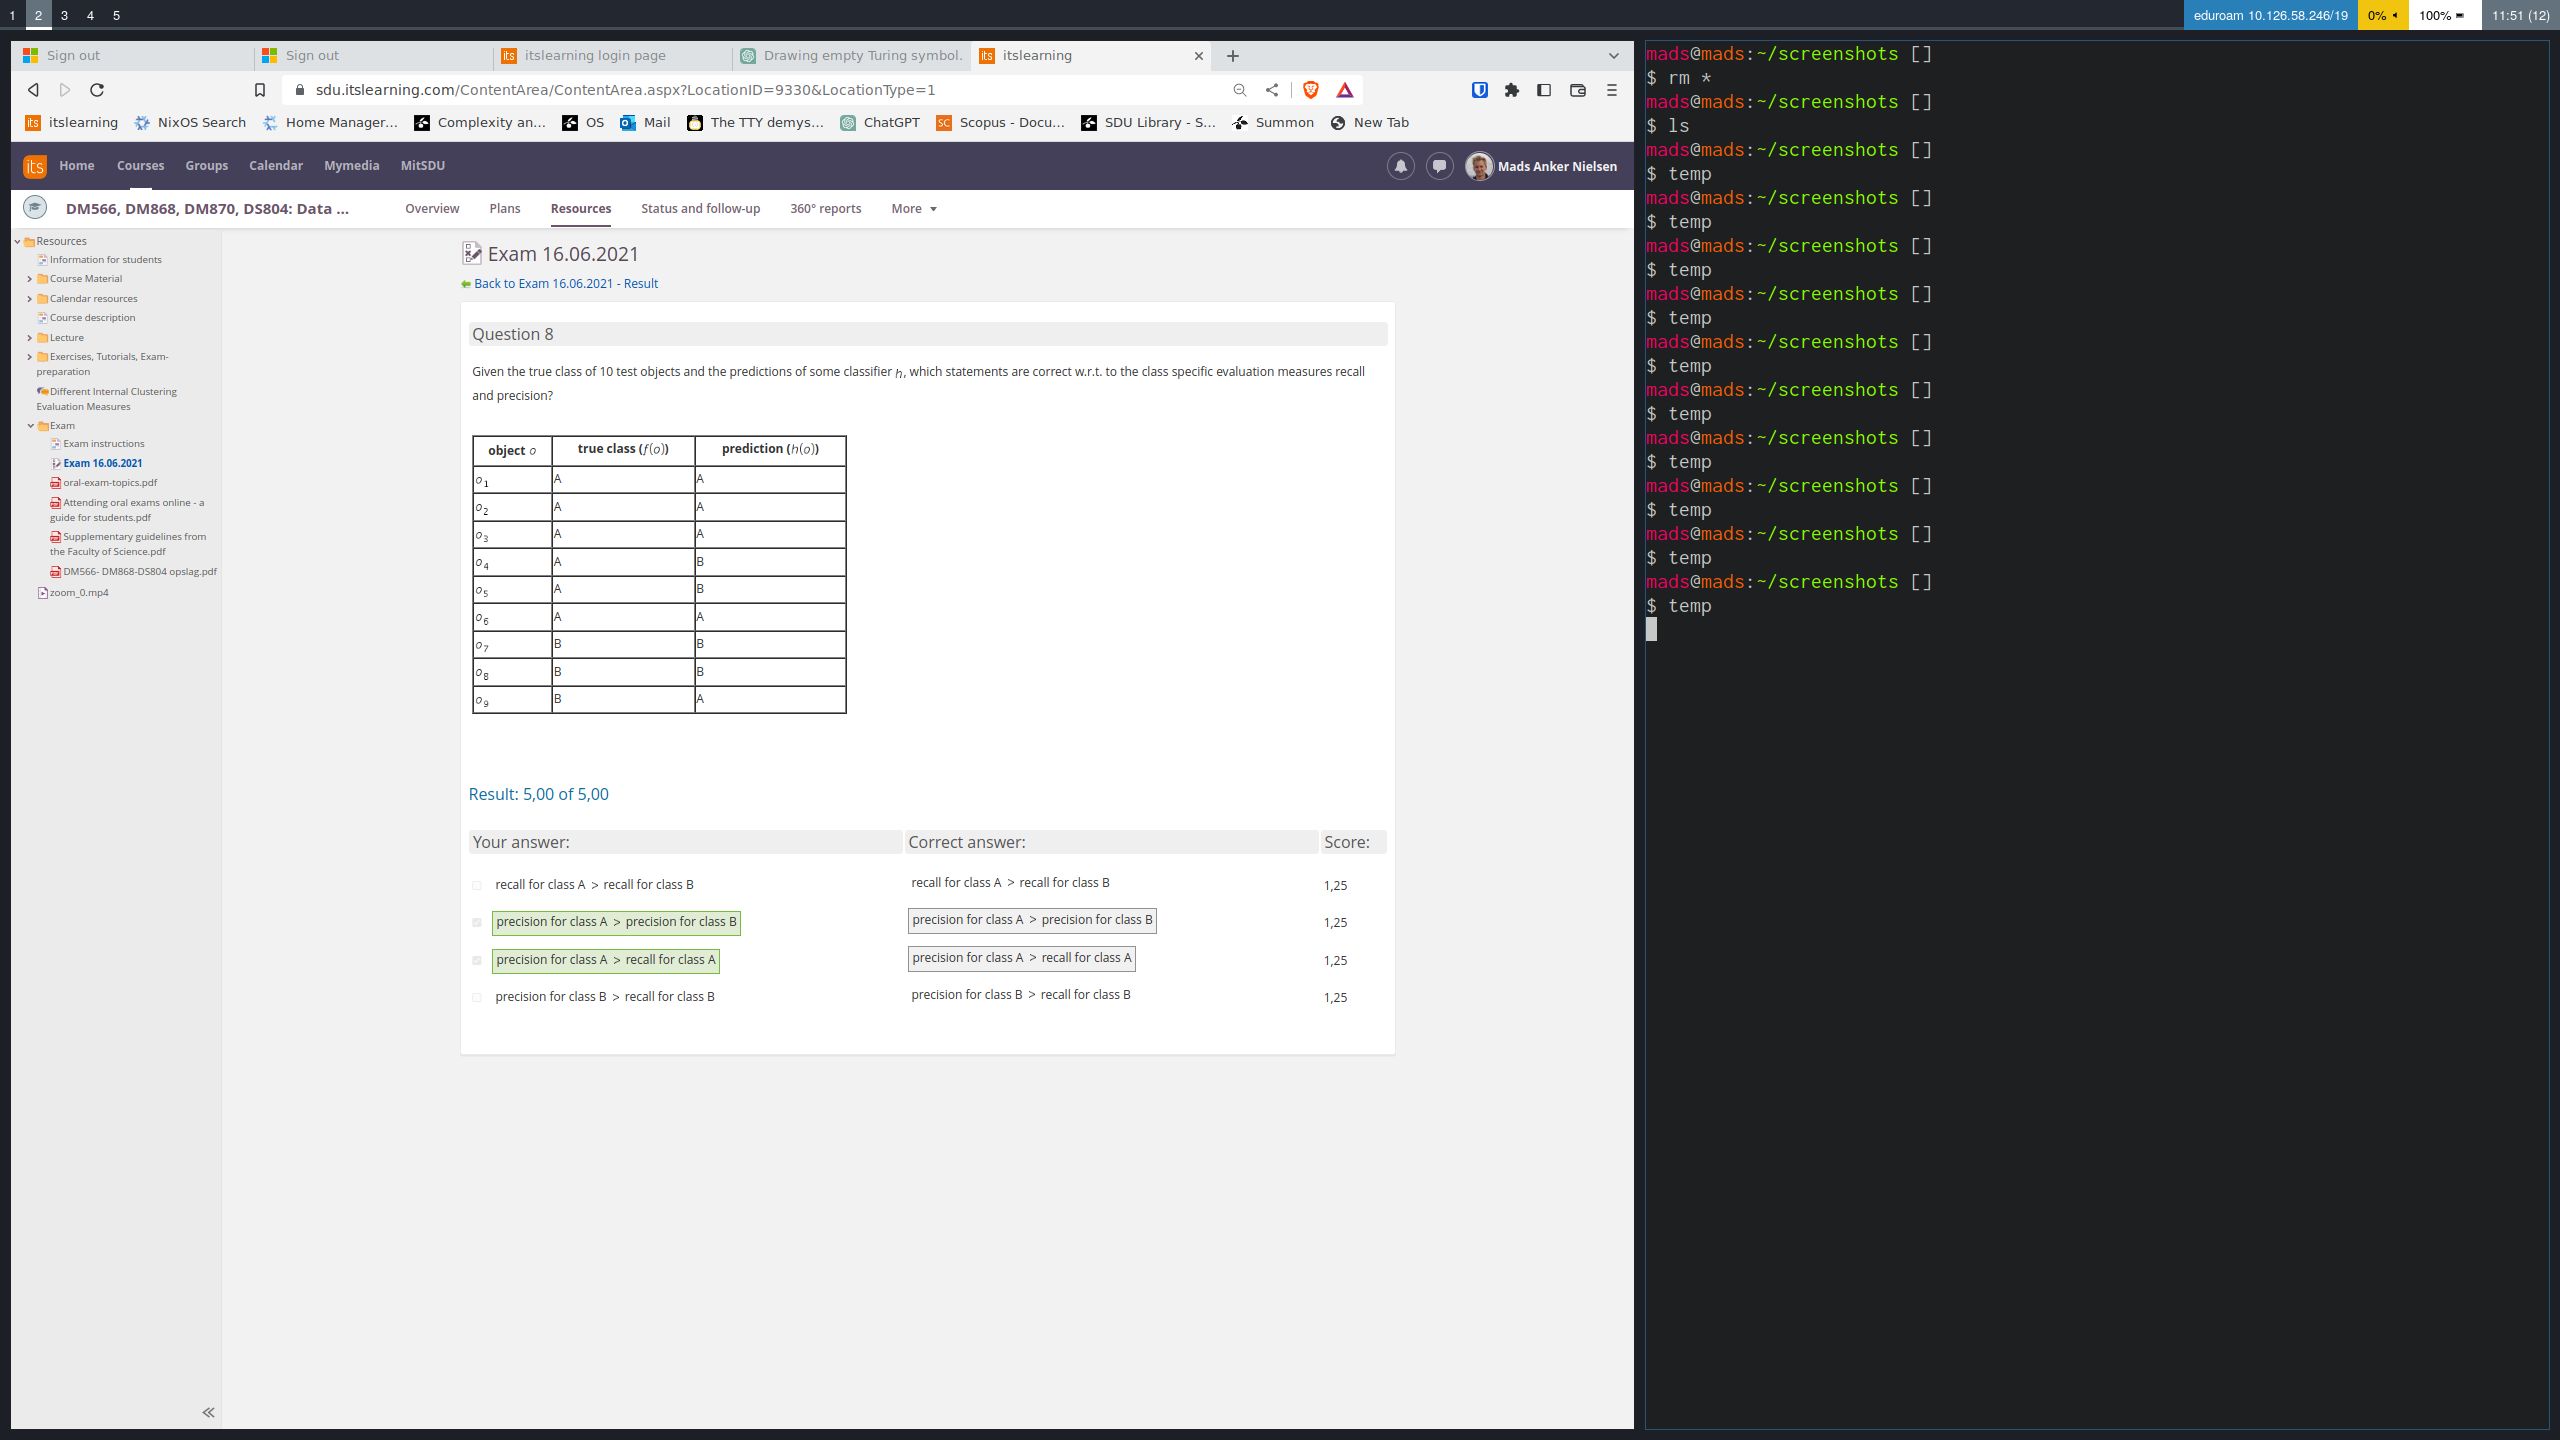 1 2 3 4 5
eduroam 10.126.58.246/19 0% 100% 11:51 (12)
Sign out Sign out itslearning login page Drawing empty Turing symbol. itslearning
sdu.itslearning.com/ContentArea/ContentArea.aspx?LocationID=9330&LocationType=1
itslearning NixOS Search Home Manager... Complexity an... OS Mail The TTY demys... ChatGPT SC Scopus - Docu... SDU Library - S... Summon New Tab
its Home Courses Groups Calendar Mymedia MitSDU Mads Anker Nielsen
DM566, DM868, DM870, DS804: Data ... Overview Plans Resources Status and follow-up 360° reports More
Resources
Information for students
Course Material
Calendar resources
Course description
Lecture
Exercises, Tutorials, Exam-
preparation
Different Internal Clustering
Evaluation Measures
Exam
Exam instructions
Exam 16.06.2021
oral-exam-topics.pdf
Attending oral exams online - a
guide for students.pdf
Supplementary guidelines from
the Faculty of Science.pdf
DM566- DM868-DS804 opslag.pdf
zoom_0.mp4
Exam 16.06.2021
Back to Exam 16.06.2021 - Result
Question 8
Given the true class of 10 test objects and the predictions of some classifier h, which statements are correct w.r.t. to the class specific evaluation measures recall
and precision?
object o true class (f(o)) prediction (h(o))
o1 A A
o2 A A
o3 A A
o4 A B
o5 A B
o6 A A
o7 B B
o8 B B
o9 B A
Result: 5,00 of 5,00
Your answer: Correct answer: Score:
recall for class A > recall for class B recall for class A > recall for class B 1,25
precision for class A > precision for class B precision for class A > precision for class B 1,25
precision for class A > recall for class A precision for class A > recall for class A 1,25
precision for class B > recall for class B precision for class B > recall for class B 1,25
mads@mads:~/screenshots []
$ rm *
mads@mads:~/screenshots []
$ ls
mads@mads:~/screenshots []
$ temp
mads@mads:~/screenshots []
$ temp
mads@mads:~/screenshots []
$ temp
mads@mads:~/screenshots []
$ temp
mads@mads:~/screenshots []
$ temp
mads@mads:~/screenshots []
$ temp
mads@mads:~/screenshots []
$ temp
mads@mads:~/screenshots []
$ temp
mads@mads:~/screenshots []
$ temp
mads@mads:~/screenshots []
$ temp